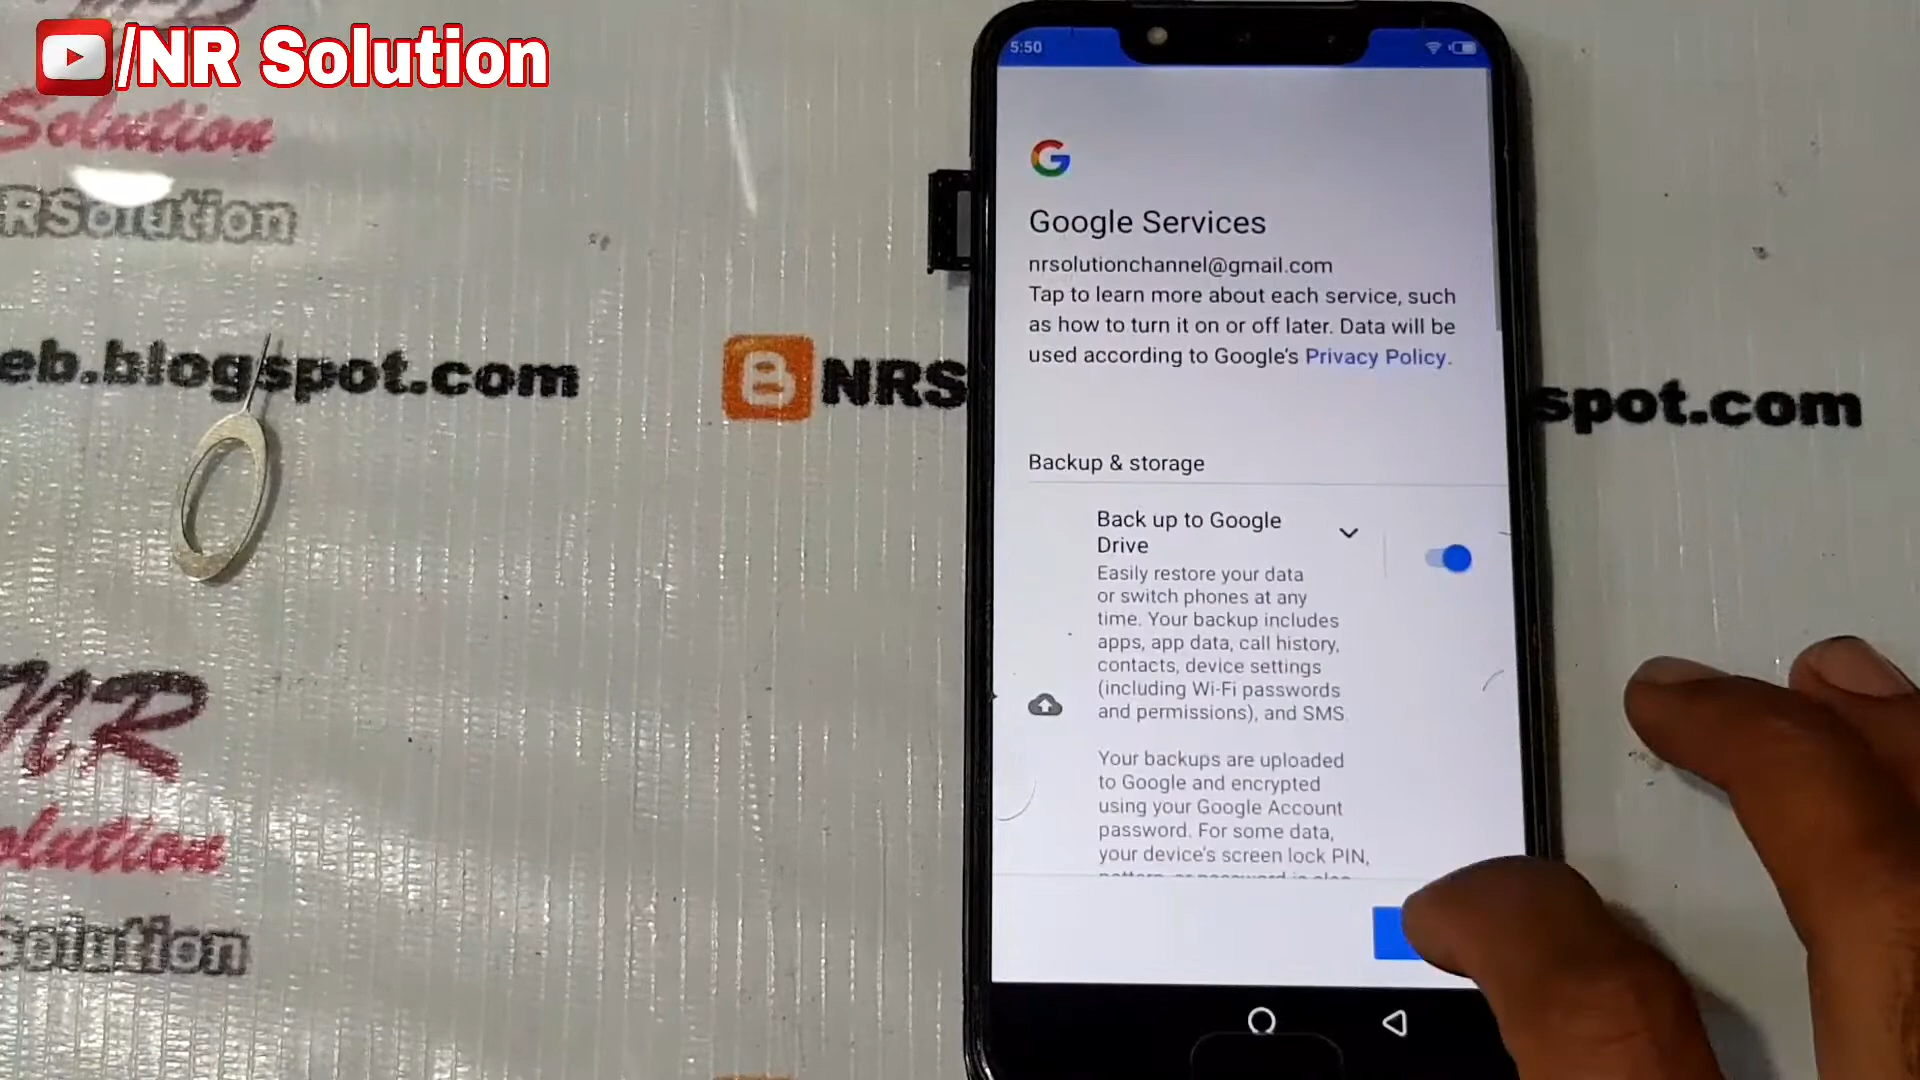 /NR Solution
Solution
RSolution
eb.blogspot.com
NRS
spot.com
NR
olution
Solution
5:50
Google Services
nrsolutionchannel@gmail.com
Tap to learn more about each service, such
as how to turn it on or off later. Data will be
used according to Google's Privacy Policy.
Backup & storage
Back up to Google
Drive
Easily restore your data
or switch phones at any
time. Your backup includes
apps, app data, call history,
contacts, device settings
(including Wi-Fi passwords
and permissions), and SMS.
Your backups are uploaded
to Google and encrypted
using your Google Account
password. For some data,
your device's screen lock PIN,